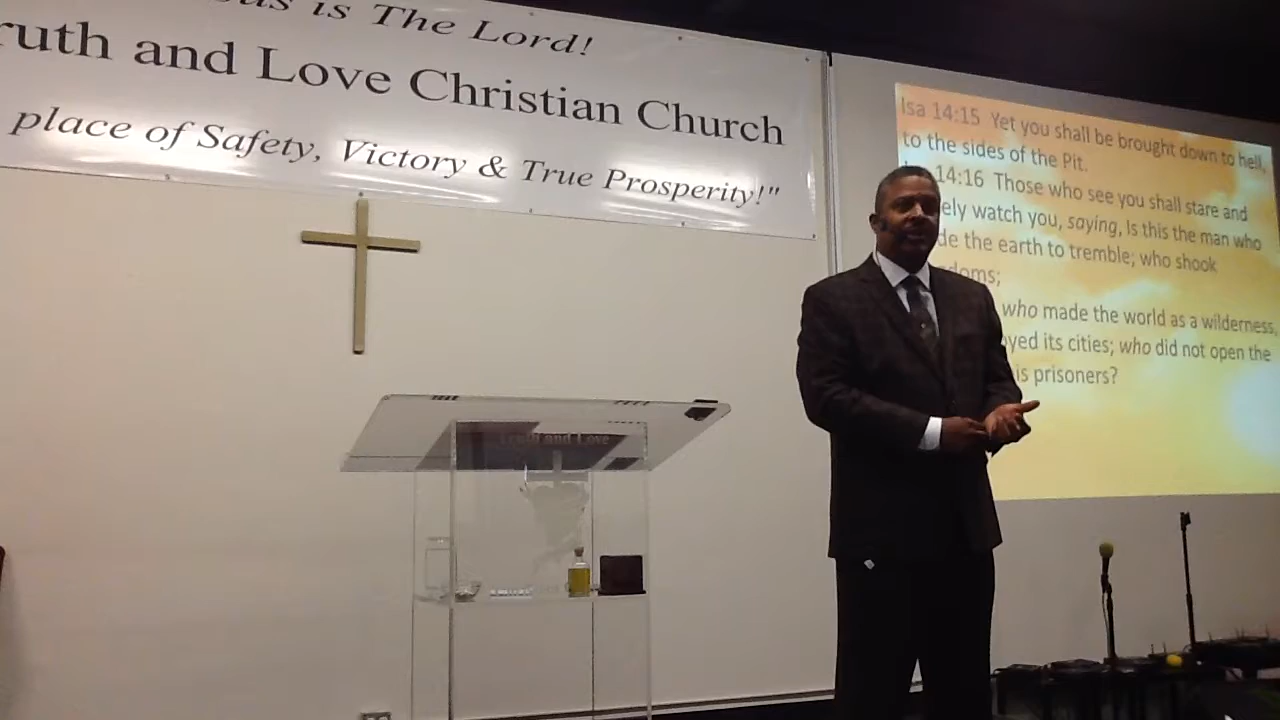 is The Lord!
and Love Christian Church
place of Safety, Victory & True Prosperity!"
Isa 14:15 Yet you shall be brought down to hell,
to the sides of the Pit.
14:16 Those who see you shall stare and
watch you, saying, Is this the man who
the earth to tremble; who shook
who made the world as a wilderness,
its cities; who did not open the
prisoners?
Truth and Love